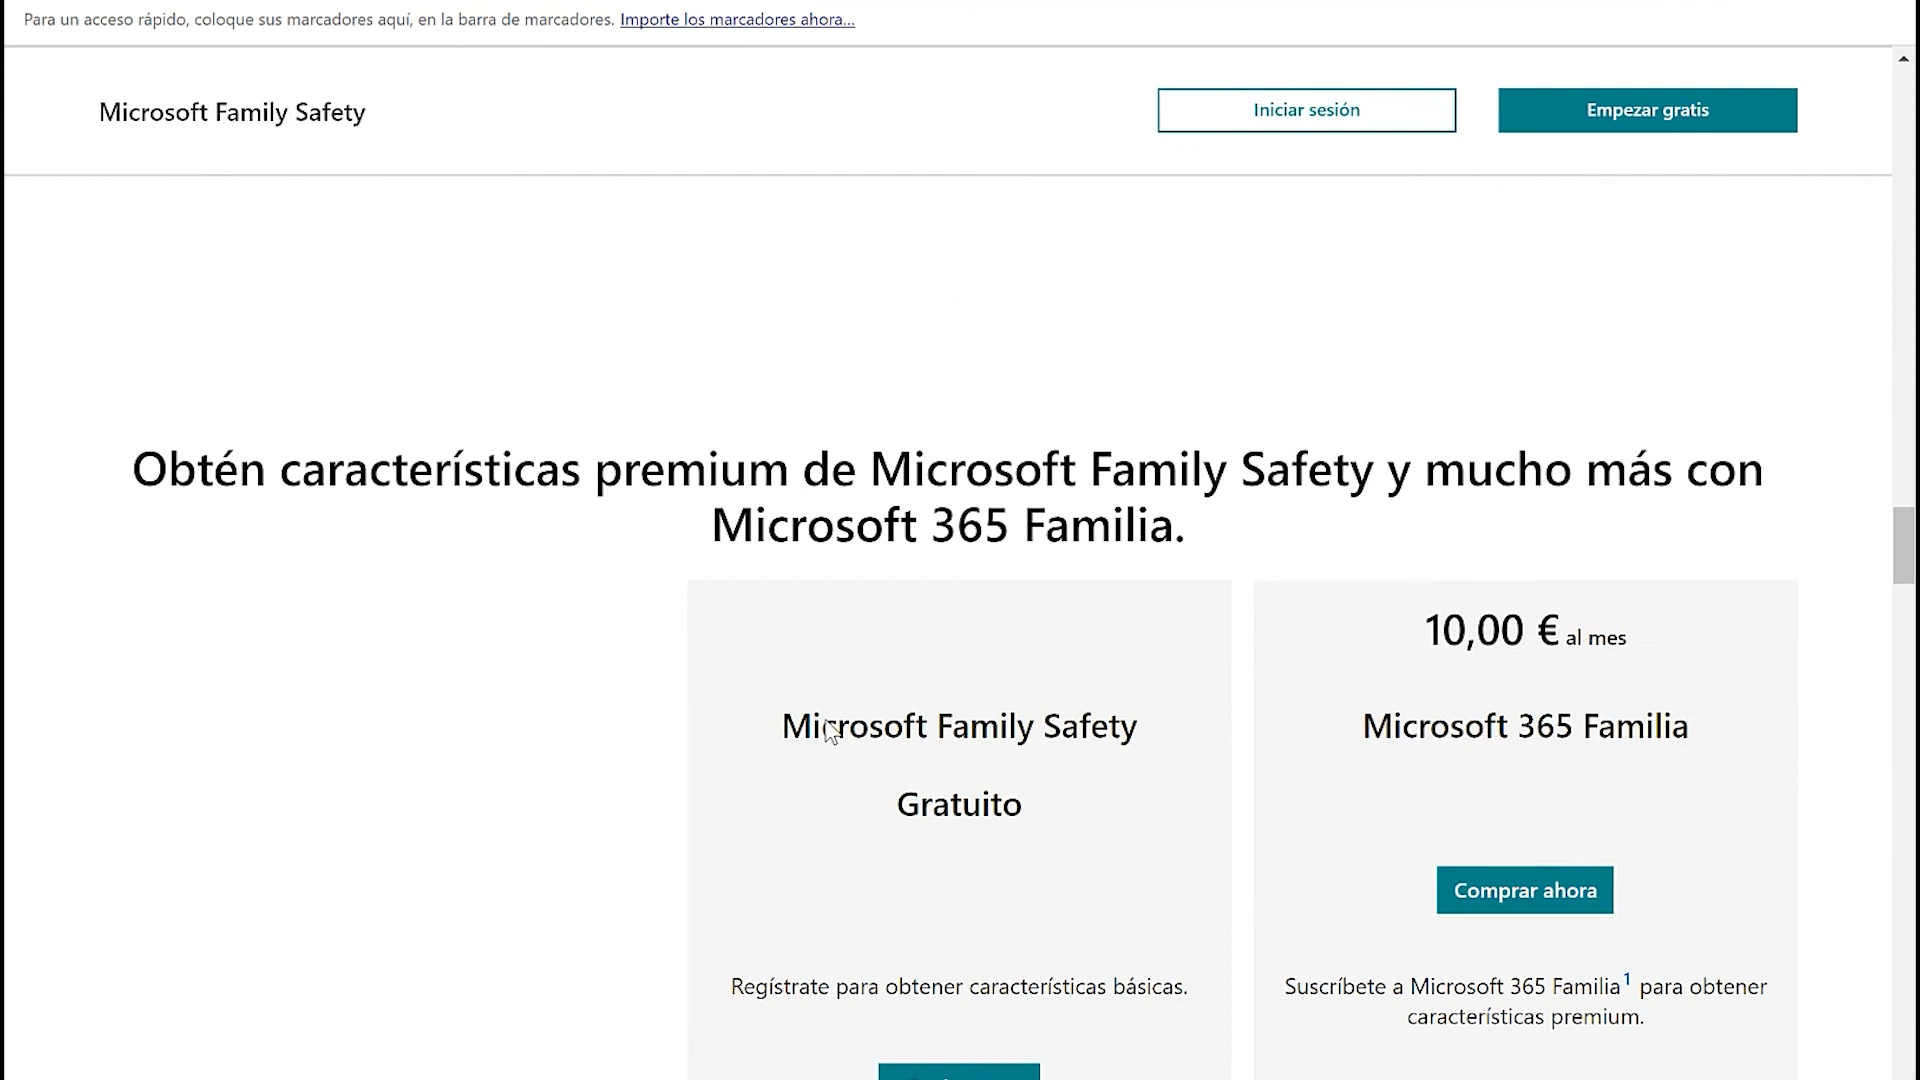 Para un acceso rápido, coloque sus marcadores aquí, en la barra de marcadores. Importe los marcadores ahora...
Microsoft Family Safety
Iniciar sesión
Empezar gratis
Obtén características premium de Microsoft Family Safety y mucho más con
Microsoft 365 Familia.
10,00 € al mes
Microsoft Family Safety
Microsoft 365 Familia
Gratuito
Comprar ahora
Regístrate para obtener características básicas.
Suscríbete a Microsoft 365 Familia1 para obtener
características premium.